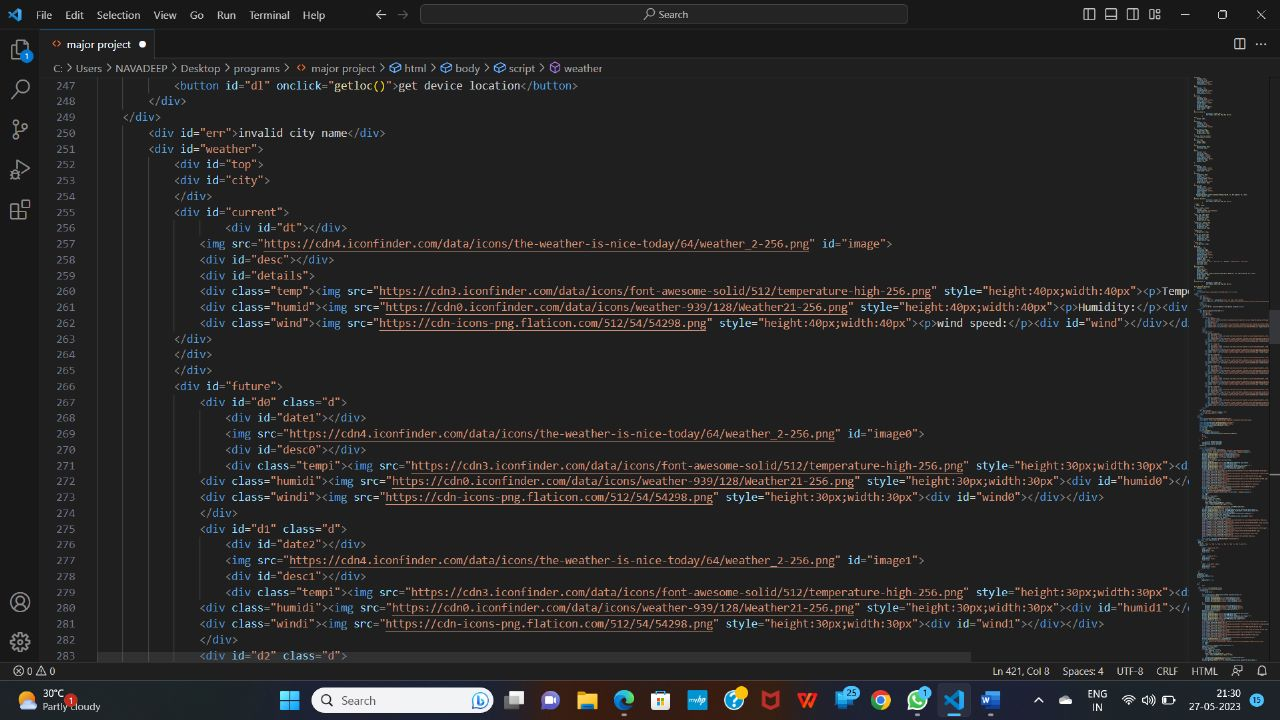 File Edit Selection View Go Run Terminal Help Search
major project
C: > Users > NAVADEEP > Desktop > programs > <> major project > html > body > script > weather
247 <button id="dl" onclick="getloc()">get device location</button>
248 </div>
249 </div>
250 <div id="err">invalid city name</div>
251 <div id="weather">
252 <div id="top">
253 <div id="city">
254 </div>
255 <div id="current">
256 <div id="dt"></div>
257 <img src="https://cdn4.iconfinder.com/data/icons/the-weather-is-nice-today/64/weather_2-256.png" id="image">
258 <div id="desc"></div>
259 <div id="details">
260 <div class="temp"><img src="https://cdn3.iconfinder.com/data/icons/font-awesome-solid/512/temperature-high-256.png" style="height:40px;width:40px"><p>Tempe
261 <div class="humid"><img src="https://cdn0.iconfinder.com/data/icons/weather-939/128/Weather-26-256.png" style="height:40px;width:40px"><p>Humidity:</p><div
262 <div class="wind"><img src="https://cdn-icons-png.flaticon.com/512/54/54298.png" style="height:40px;width:40px"><p>wind speed:</p><div id="wind"></div></di
263 </div>
264 </div>
265 </div>
266 <div id="future">
267 <div id="d0" class="d">
268 <div id="date1"></div>
269 <img src="https://cdn4.iconfinder.com/data/icons/the-weather-is-nice-today/64/weather_2-256.png" id="image0">
270 <div id="desc0"></div>
271 <div class="tempi"><img src="https://cdn3.iconfinder.com/data/icons/font-awesome-solid/512/temperature-high-256.png" style="height:30px;width:30px"><d
272 <div class="humidi"><img src="https://cdn0.iconfinder.com/data/icons/weather-939/128/Weather-26-256.png" style="height:30px;width:30px"><div id="humid0"></
273 <div class="windi"><img src="https://cdn-icons-png.flaticon.com/512/54/54298.png" style="height:30px;width:30px"><div id="wind0"></div></div>
274 </div>
275 <div id="d1" class="d">
276 <div id="date2"></div>
277 <img src="https://cdn4.iconfinder.com/data/icons/the-weather-is-nice-today/64/weather_2-256.png" id="image1">
278 <div id="desc1"></div>
279 <div class="tempi"><img src="https://cdn3.iconfinder.com/data/icons/font-awesome-solid/512/temperature-high-256.png" style="height:30px;width:30px"><d
280 <div class="humidi"><img src="https://cdn0.iconfinder.com/data/icons/weather-939/128/Weather-26-256.png" style="height:30px;width:30px"><div id="humid1"></
281 <div class="windi"><img src="https://cdn-icons-png.flaticon.com/512/54/54298.png" style="height:30px;width:30px"><div id="wind1"></div></div>
282 </div>
283 <div id="d2" class="d">
0 0 Ln 421, Col 8 Spaces: 4 UTF-8 CRLF HTML
30°C 1 Search 25 1 ENG 21:30
Partly cloudy IN 27-05-2023 15